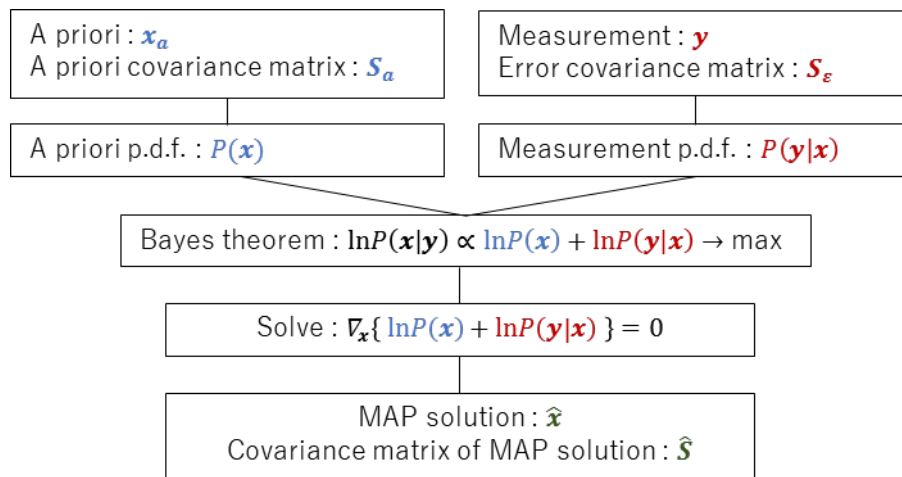 A priori : 𝒙ₐ
A priori covariance matrix : 𝑺ₐ
Measurement : 𝒚
Error covariance matrix : 𝑺_ε
A priori p.d.f. : 𝑃(𝒙)
Measurement p.d.f. : 𝑃(𝒚|𝒙)
Bayes theorem : ln𝑃(𝒙|𝒚) ∝ ln𝑃(𝒙) + ln𝑃(𝒚|𝒙) → max
Solve : ∇ₓ{ ln𝑃(𝒙) + ln𝑃(𝒚|𝒙) } = 0
MAP solution : 𝒙̂
Covariance matrix of MAP solution : 𝑺̂